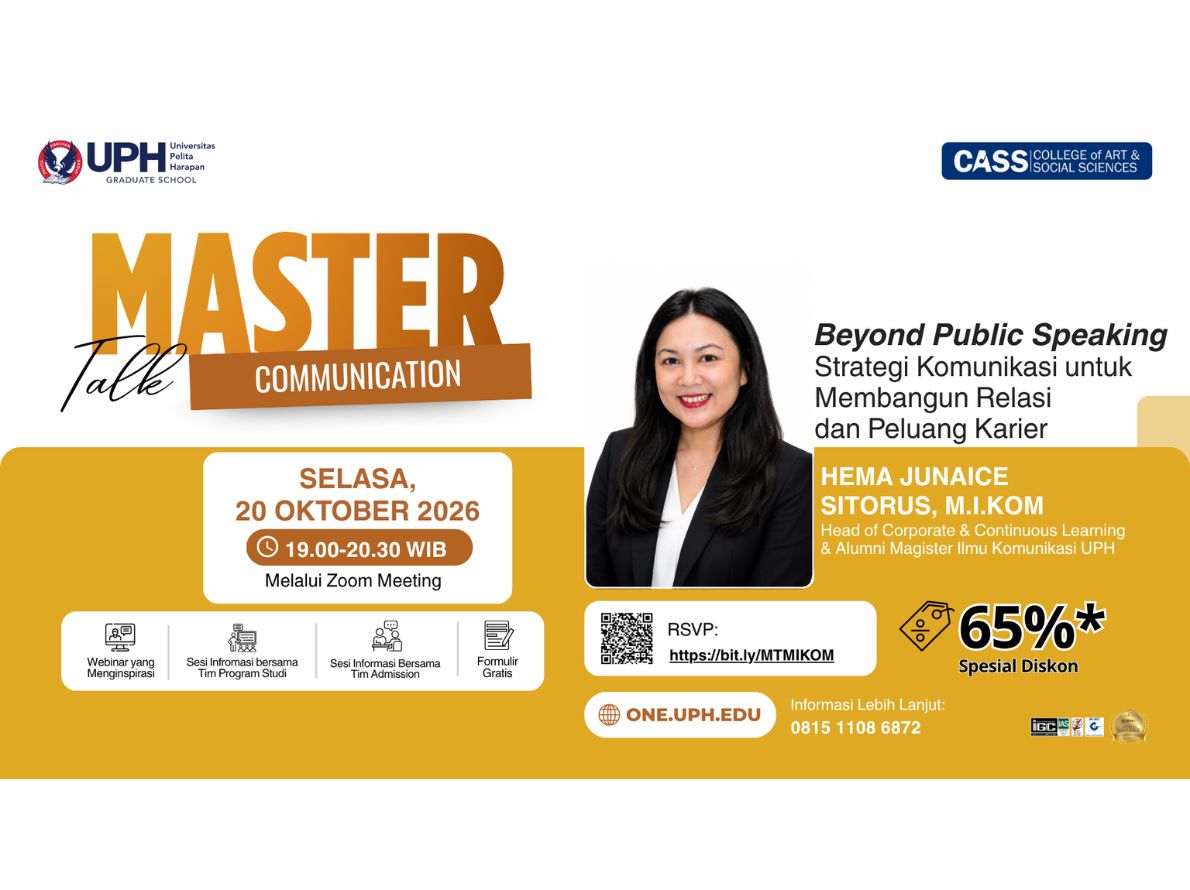 UPH
Universitas
Pelita
Harapan
GRADUATE SCHOOL
CASS
COLLEGE of ART &
SOCIAL SCIENCES
MASTER
Talk
COMMUNICATION
Beyond Public Speaking
Strategi Komunikasi untuk
Membangun Relasi
dan Peluang Karier
HEMA JUNAICE
SITORUS, M.I.KOM
Head of Corporate & Continuous Learning
& Alumni Magister Ilmu Komunikasi UPH
SELASA,
20 OKTOBER 2026
19.00-20.30 WIB
Melalui Zoom Meeting
Webinar yang
Menginspirasi
Sesi Infromasi bersama
Tim Program Studi
Sesi Informasi Bersama
Tim Admission
Formulir
Gratis
RSVP:
https://bit.ly/MTMIKOM
65%*
Spesial Diskon
ONE.UPH.EDU
Informasi Lebih Lanjut:
0815 1108 6872
IGC
IAS